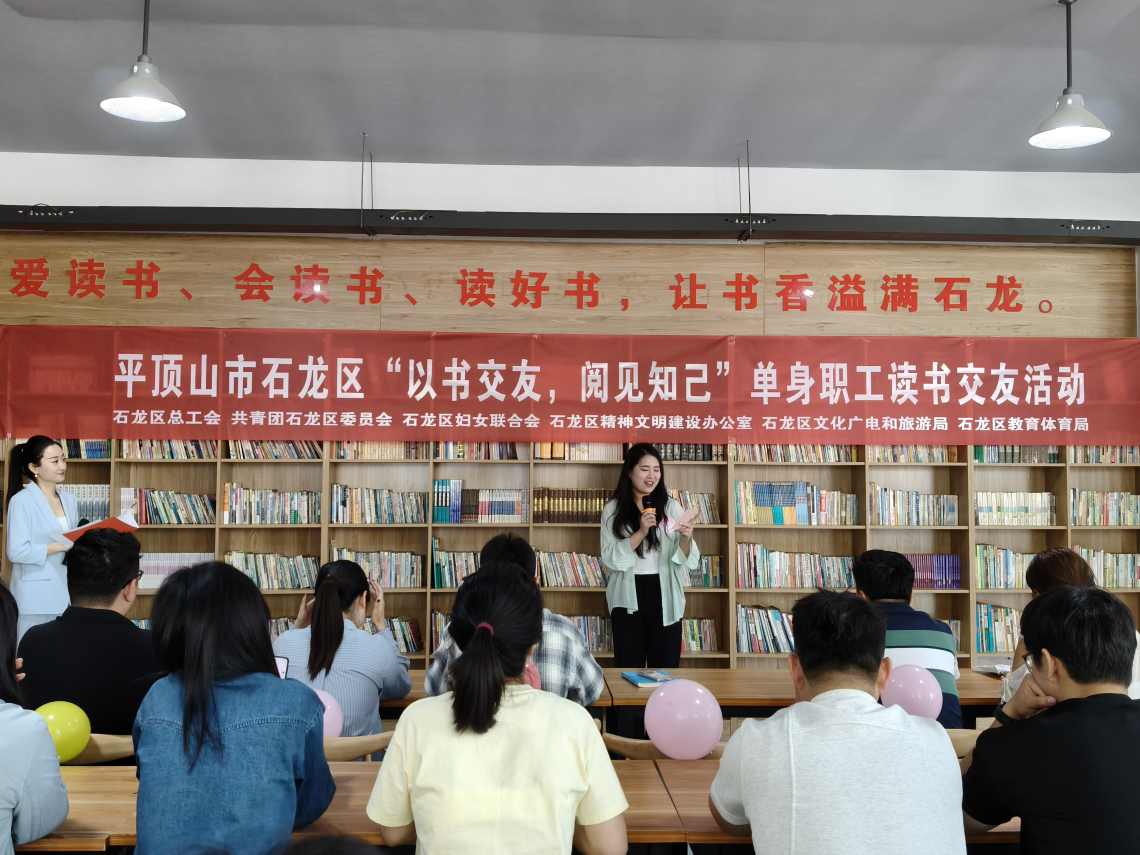 爱读书、会读书、读好书，让书香溢满石龙。
平顶山市石龙区“以书交友，阅见知己”单身职工读书交友活动
石龙区总工会 共青团石龙区委员会 石龙区妇女联合会 石龙区精神文明建设办公室 石龙区文化广电和旅游局 石龙区教育体育局